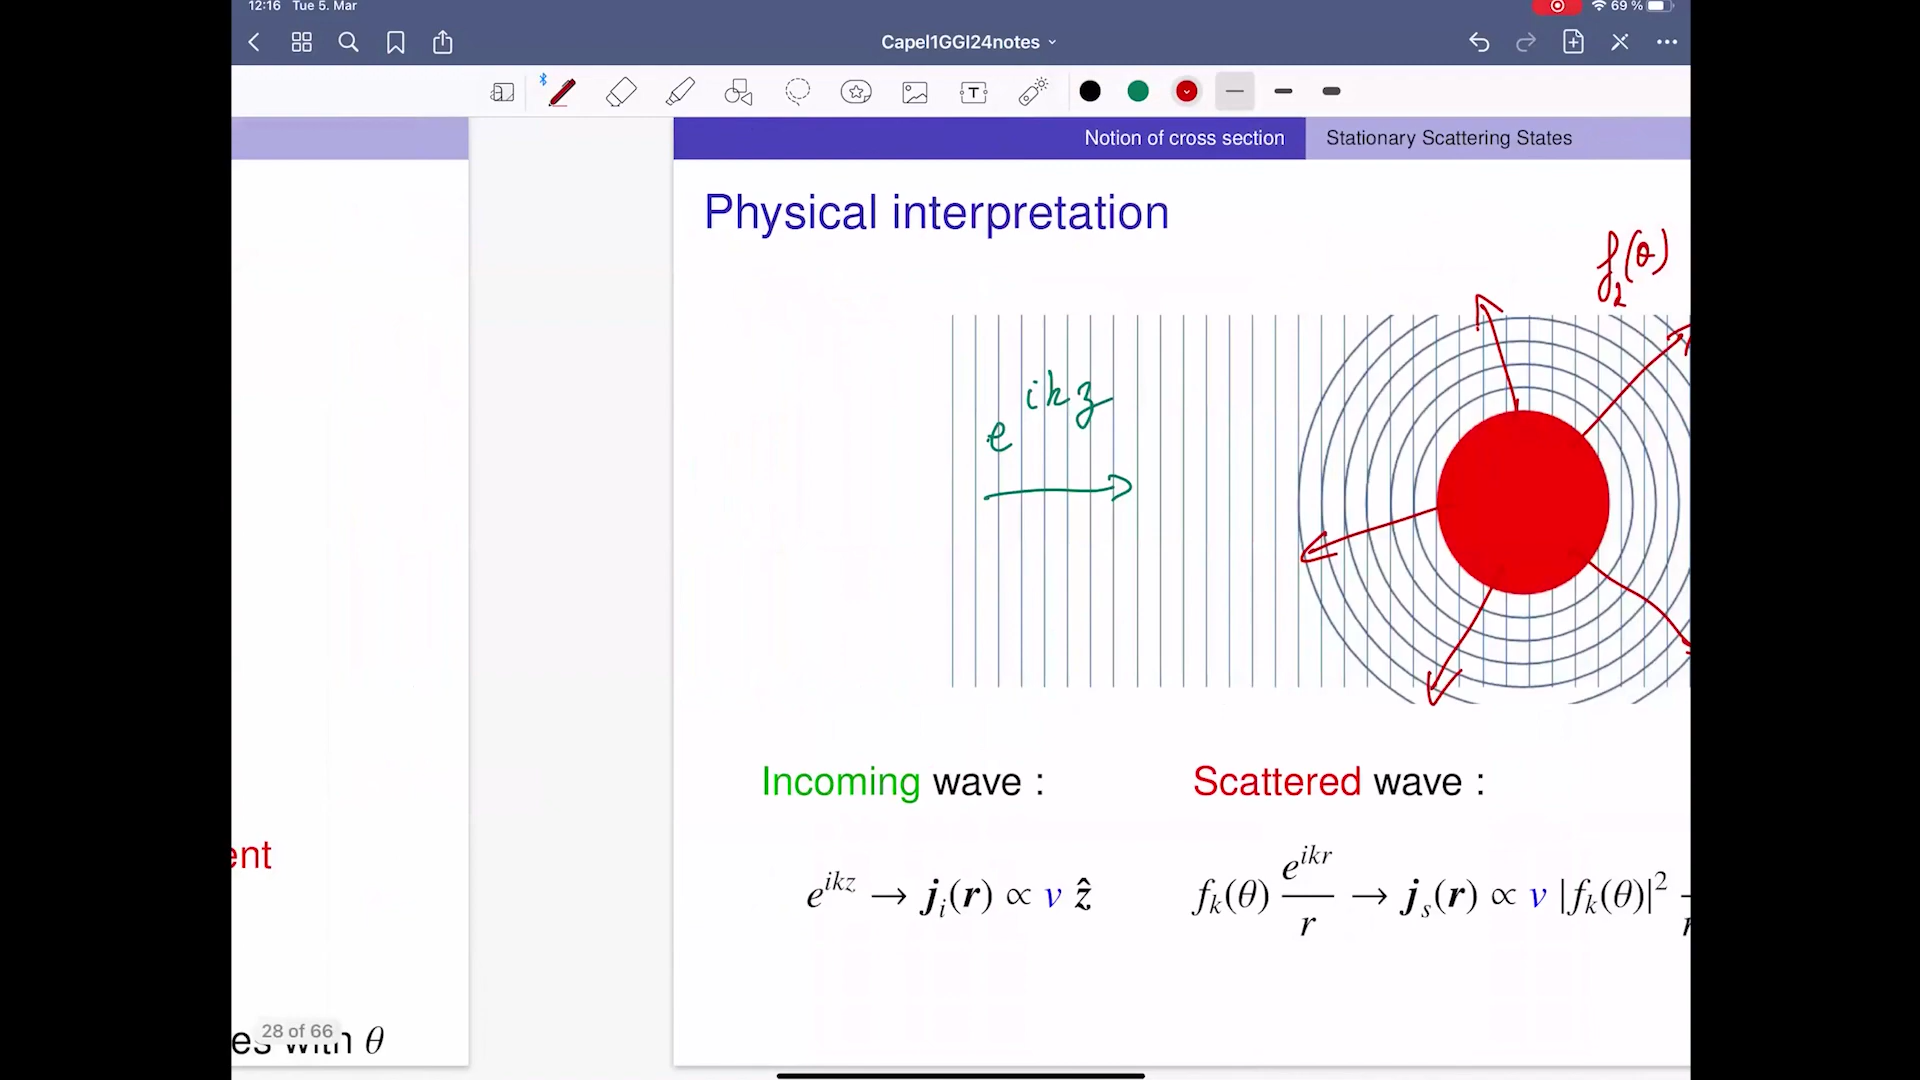 12:16 Tue 5. Mar
69 %
Capel1GGI24notes
T
Notion of cross section
Stationary Scattering States
Physical interpretation
f(θ)
e^{ikz}
Incoming wave :
Scattered wave :
e^{ikz} → j_i(r) ∝ v ẑ
f_k(θ) e^{ikr}/r → j_s(r) ∝ v |f_k(θ)|^2
ent
28 of 66
with θ